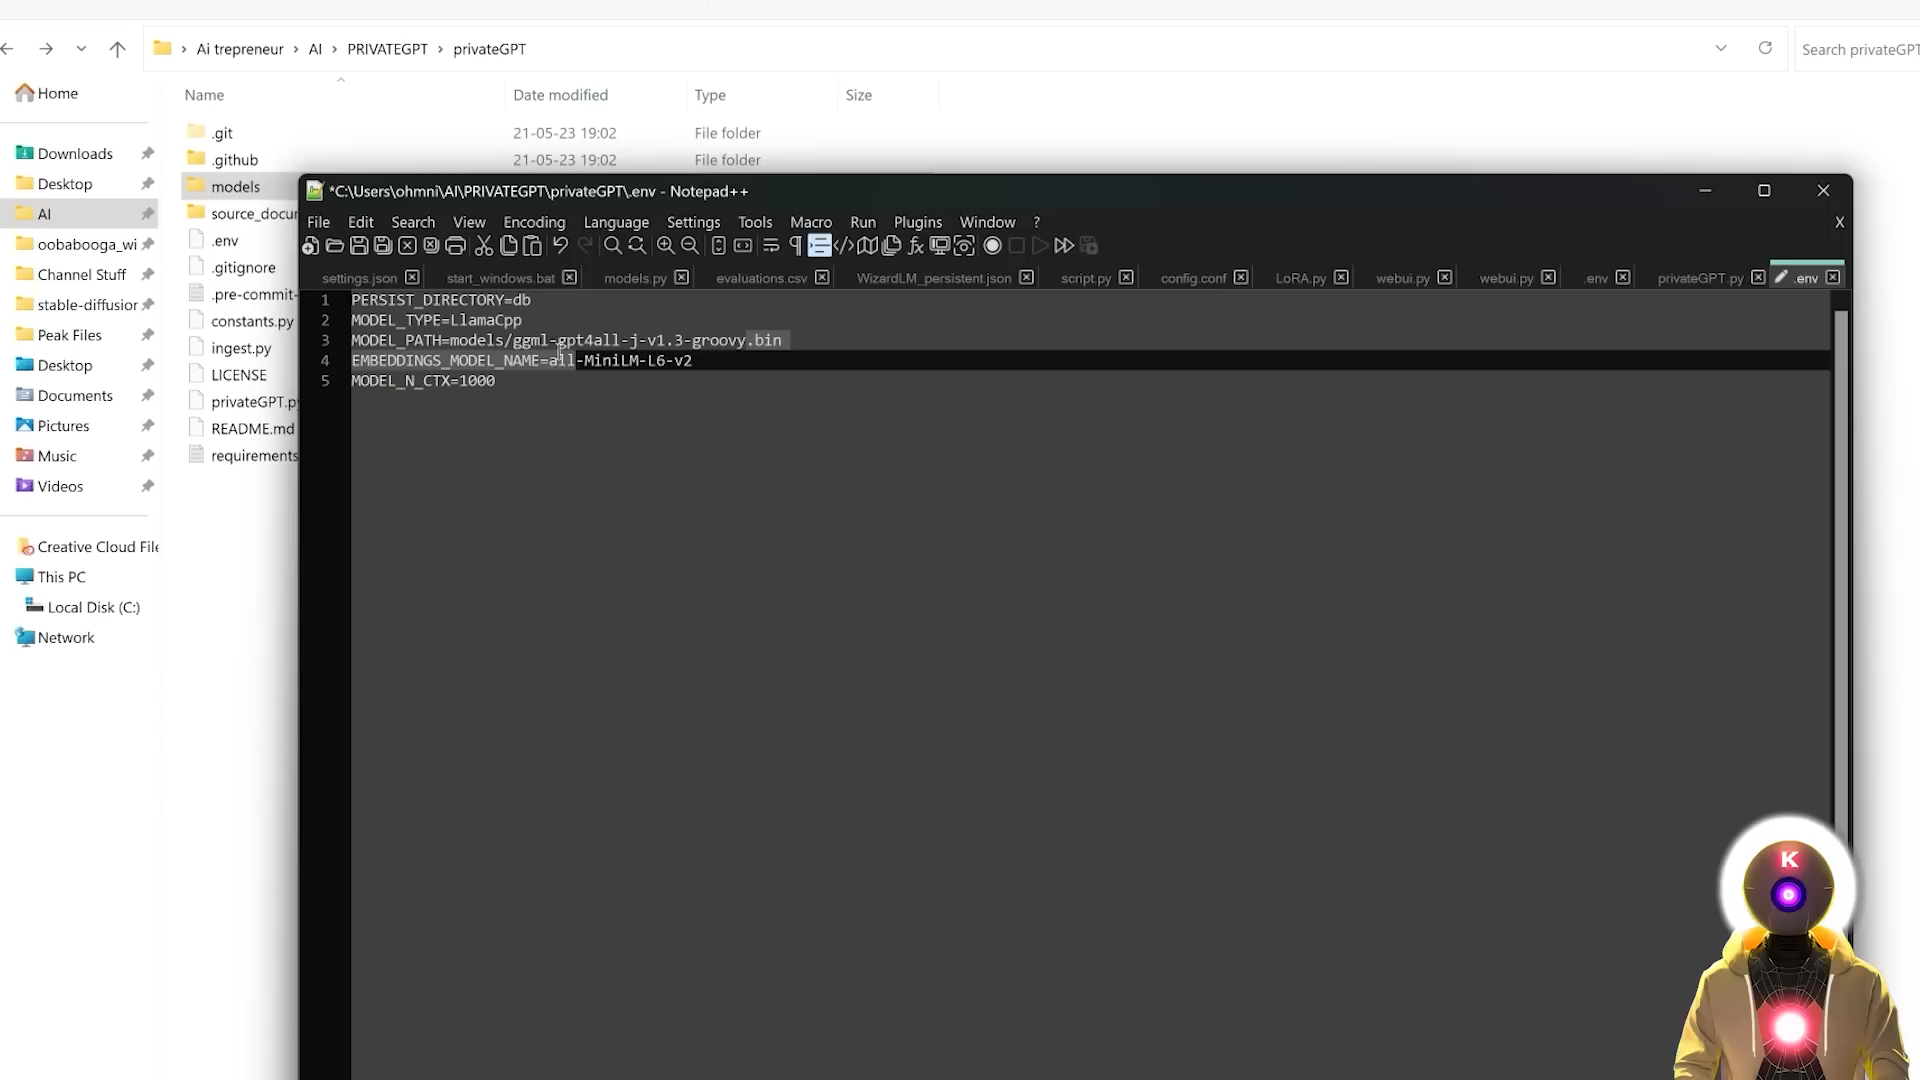 Ai trepreneur › AI › PRIVATEGPT › privateGPT
Search privateGPT
Home
Downloads
Desktop
AI
oobabooga_wi
Channel Stuff
stable-diffusion
Peak Files
Desktop
Documents
Pictures
Music
Videos
Creative Cloud File
This PC
Local Disk (C:)
Network
Name Date modified Type Size
.git 21-05-23 19:02 File folder
.github 21-05-23 19:02 File folder
models
source_docu
.env
.gitignore
.pre-commit-
constants.py
ingest.py
LICENSE
privateGPT.py
README.md
requirements
*C:\Users\ohmni\AI\PRIVATEGPT\privateGPT\.env - Notepad++
File Edit Search View Encoding Language Settings Tools Macro Run Plugins Window ? X
settings.json start_windows.bat models.py evaluations.csv WizardLM_persistent.json script.py config.conf LoRA.py webui.py webui.py .env privateGPT.py .env
1 PERSIST_DIRECTORY=db
2 MODEL_TYPE=LlamaCpp
3 MODEL_PATH=models/ggml-gpt4all-j-v1.3-groovy.bin
4 EMBEDDINGS_MODEL_NAME=all-MiniLM-L6-v2
5 MODEL_N_CTX=1000
K